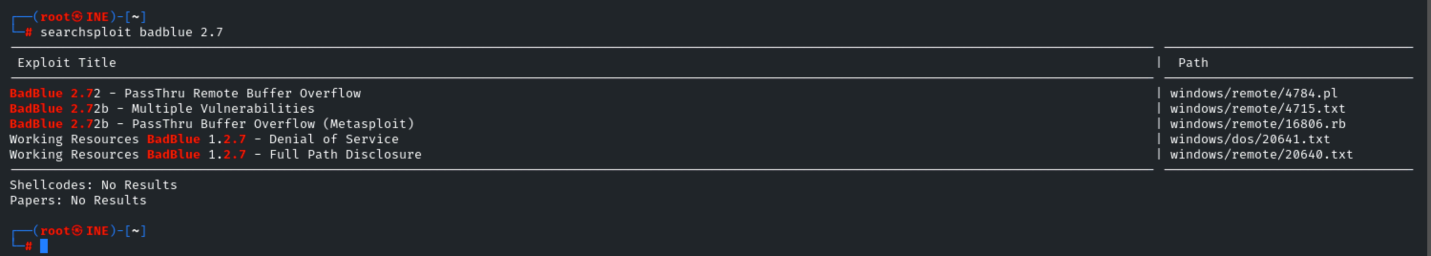 ┌──(root㉿INE)-[~]
└─# searchsploit badblue 2.7
Exploit Title | Path
BadBlue 2.72 - PassThru Remote Buffer Overflow | windows/remote/4784.pl
BadBlue 2.72b - Multiple Vulnerabilities | windows/remote/4715.txt
BadBlue 2.72b - PassThru Buffer Overflow (Metasploit) | windows/remote/16806.rb
Working Resources BadBlue 1.2.7 - Denial of Service | windows/dos/20641.txt
Working Resources BadBlue 1.2.7 - Full Path Disclosure | windows/remote/20640.txt
Shellcodes: No Results
Papers: No Results
┌──(root㉿INE)-[~]
└─#